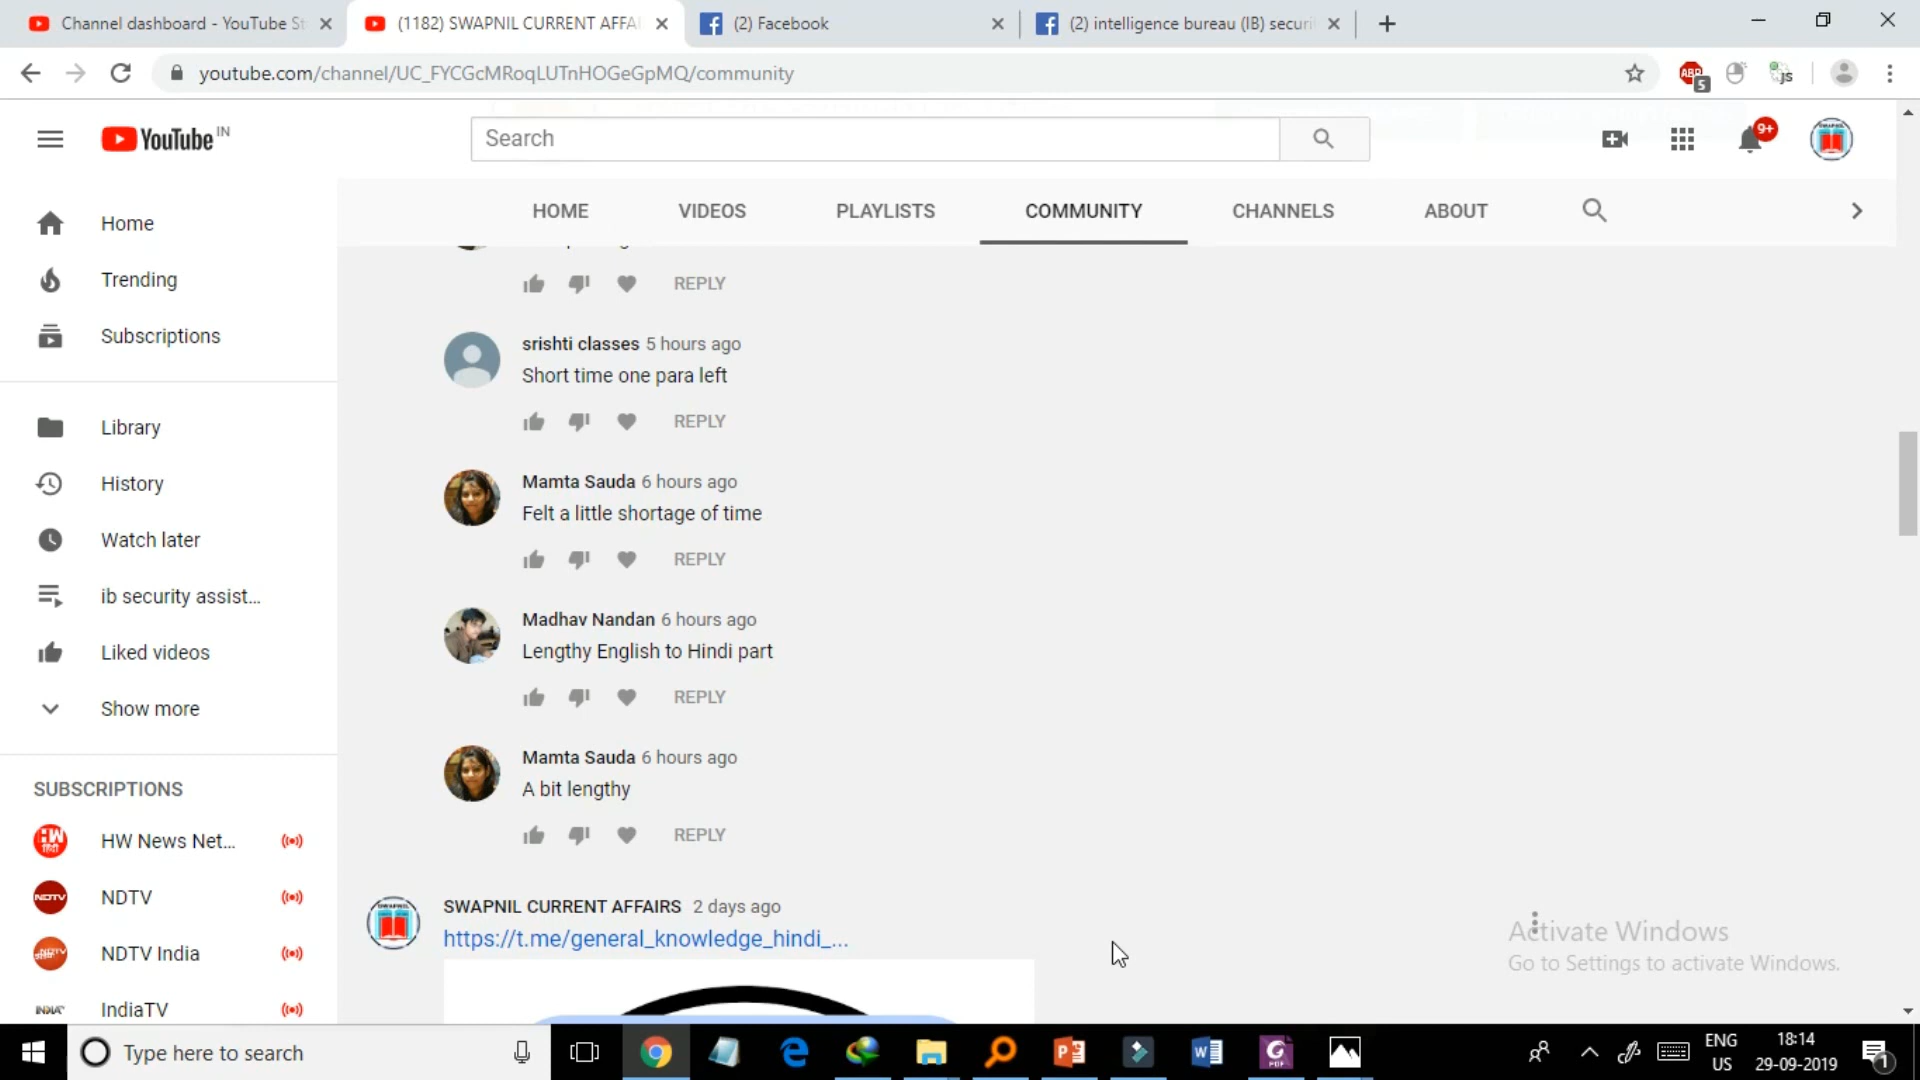 Channel dashboard - YouTube St
(1182) SWAPNIL CURRENT AFFAI
(2) Facebook
(2) intelligence bureau (IB) securi
youtube.com/channel/UC_FYCGcMRoqLUTnHOGeGpMQ/community
ABP
5
js
YouTube IN
Search
9+
HOME
VIDEOS
PLAYLISTS
COMMUNITY
CHANNELS
ABOUT
Home
Trending
Subscriptions
Library
History
Watch later
ib security assist...
Liked videos
Show more
SUBSCRIPTIONS
HW News Net...
NDTV
NDTV India
IndiaTV
REPLY
srishti classes 5 hours ago
Short time one para left
REPLY
Mamta Sauda 6 hours ago
Felt a little shortage of time
REPLY
Madhav Nandan 6 hours ago
Lengthy English to Hindi part
REPLY
Mamta Sauda 6 hours ago
A bit lengthy
REPLY
SWAPNIL CURRENT AFFAIRS 2 days ago
https://t.me/general_knowledge_hindi_...
Activate Windows
Go to Settings to activate Windows.
Type here to search
ENG
US
18:14
29-09-2019
1